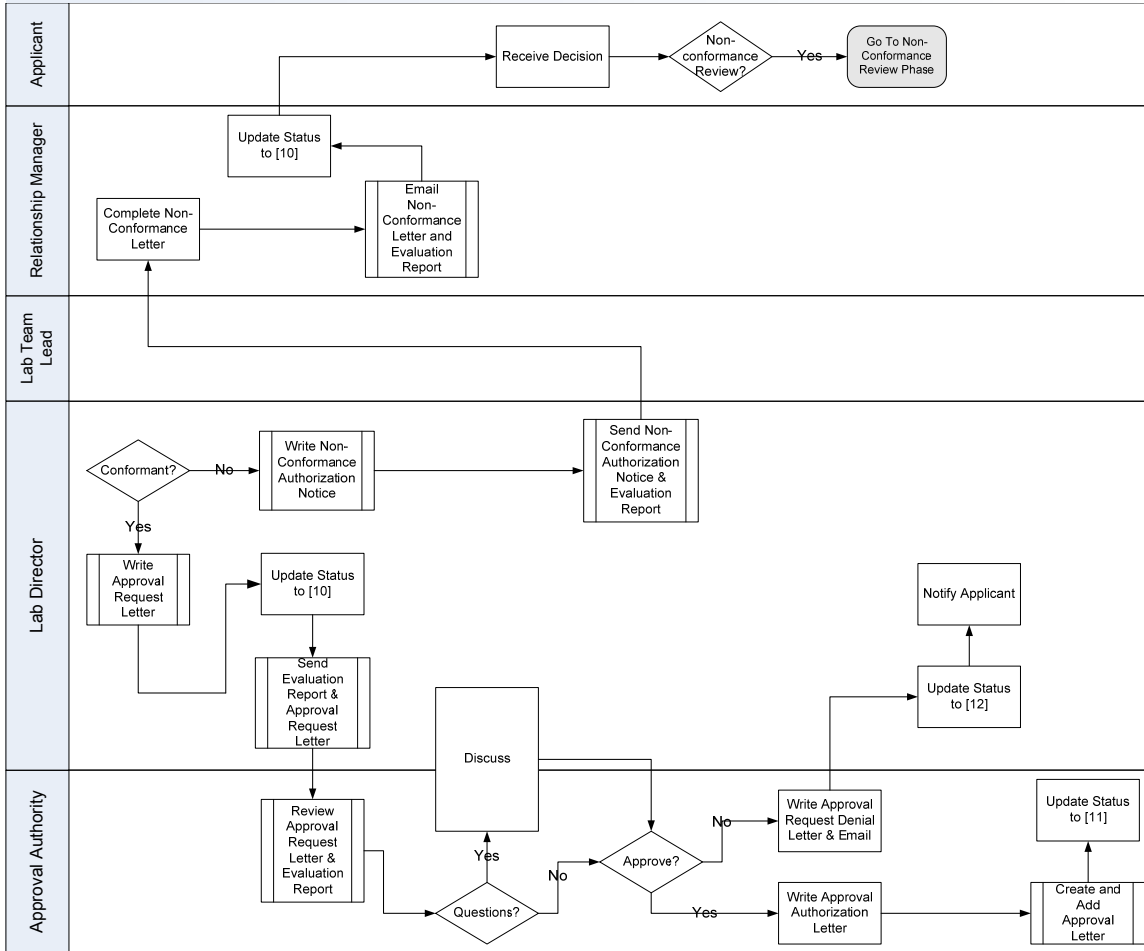 Applicant
Receive Decision
Non-
conformance
Review?
Yes
Go To Non-
Conformance
Review Phase
Relationship Manager
Update Status
to [10]
Email
Non-
Conformance
Letter and
Evaluation
Report
Complete Non-
Conformance
Letter
Lab Team
Lead
Lab Director
Conformant?
No
Write Non-
Conformance
Authorization
Notice
Send Non-
Conformance
Authorization
Notice &
Evaluation
Report
Yes
Write
Approval
Request
Letter
Update Status
to [10]
Send
Evaluation
Report &
Approval
Request
Letter
Discuss
Notify Applicant
Update Status
to [12]
Approval Authority
Review
Approval
Request
Letter &
Evaluation
Report
Questions?
Yes
No
Approve?
No
Write Approval
Request Denial
Letter & Email
Yes
Write Approval
Authorization
Letter
Update Status
to [11]
Create and
Add
Approval
Letter